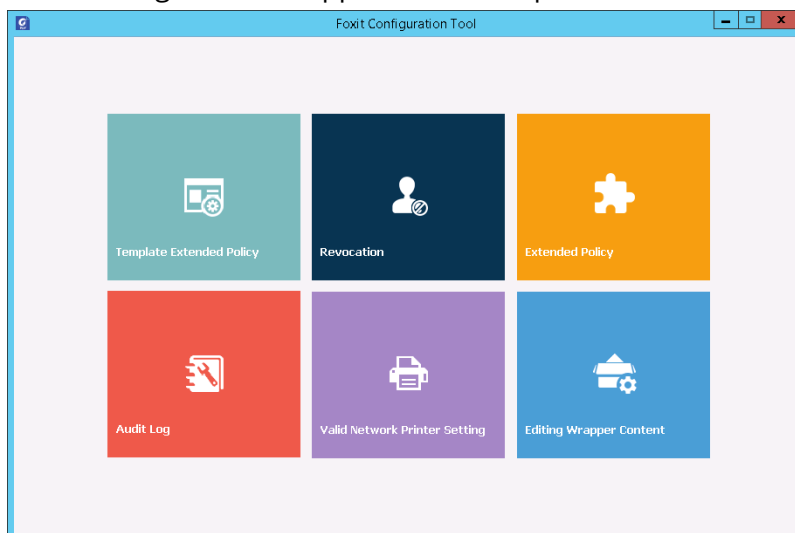 Foxit Configuration Tool
Template Extended Policy
Revocation
Extended Policy
Audit Log
Valid Network Printer Setting
Editing Wrapper Content